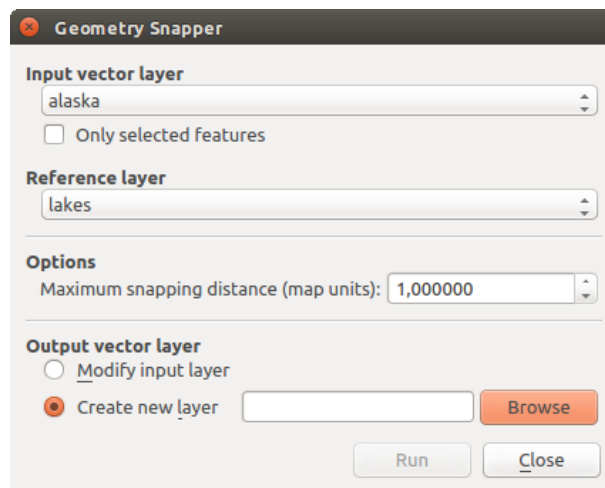 Geometry Snapper
Input vector layer
alaska
Only selected features
Reference layer
lakes
Options
Maximum snapping distance (map units): 1,000000
Output vector layer
Modify input layer
Create new layer Browse
Run Close